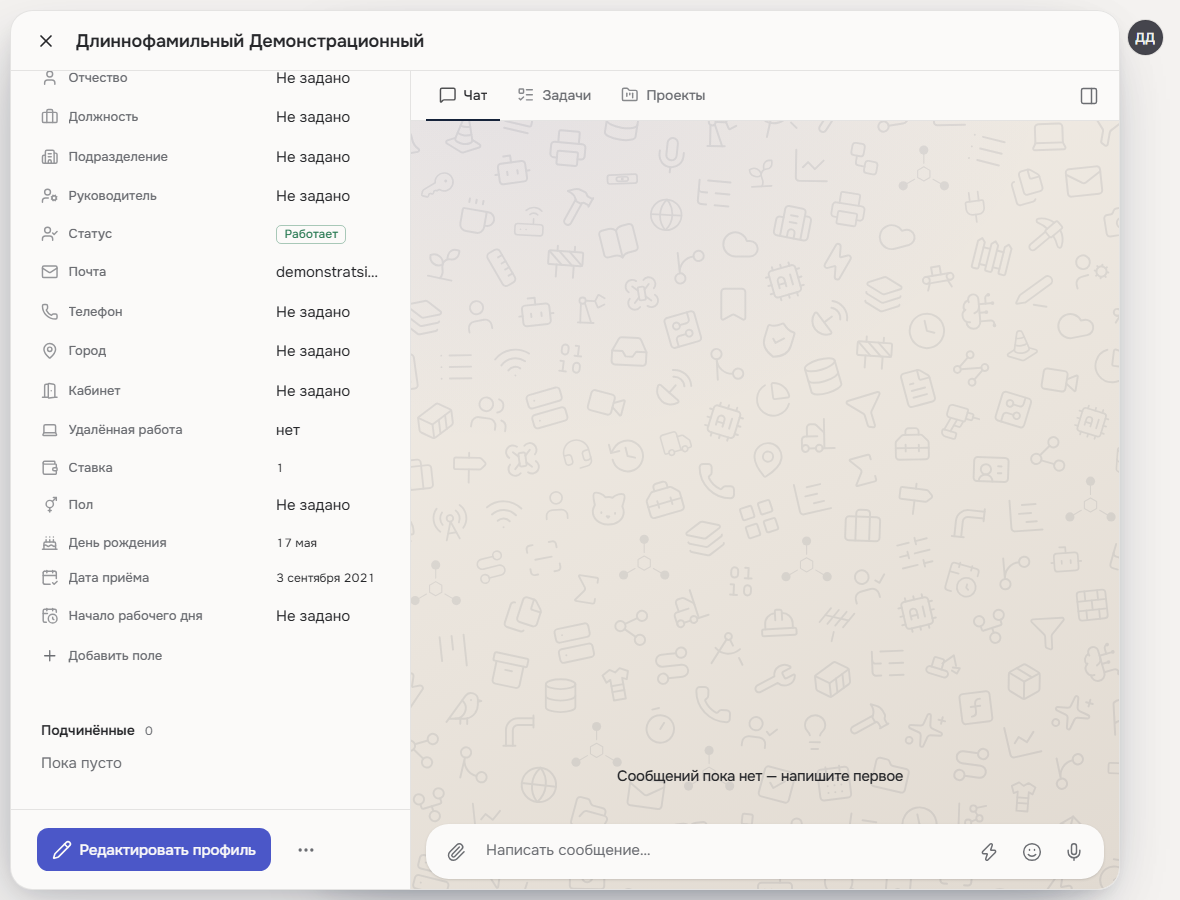 Длиннофамильный Демонстрационный
ДД
Отчество Не задано
Должность Не задано
Подразделение Не задано
Руководитель Не задано
Статус Работает
Почта demonstratsi...
Телефон Не задано
Город Не задано
Кабинет Не задано
Удалённая работа нет
Ставка 1
Пол Не задано
День рождения 17 мая
Дата приёма 3 сентября 2021
Начало рабочего дня Не задано
Добавить поле
Подчинённые 0
Пока пусто
Редактировать профиль
Чат Задачи Проекты
Сообщений пока нет — напишите первое
Написать сообщение...